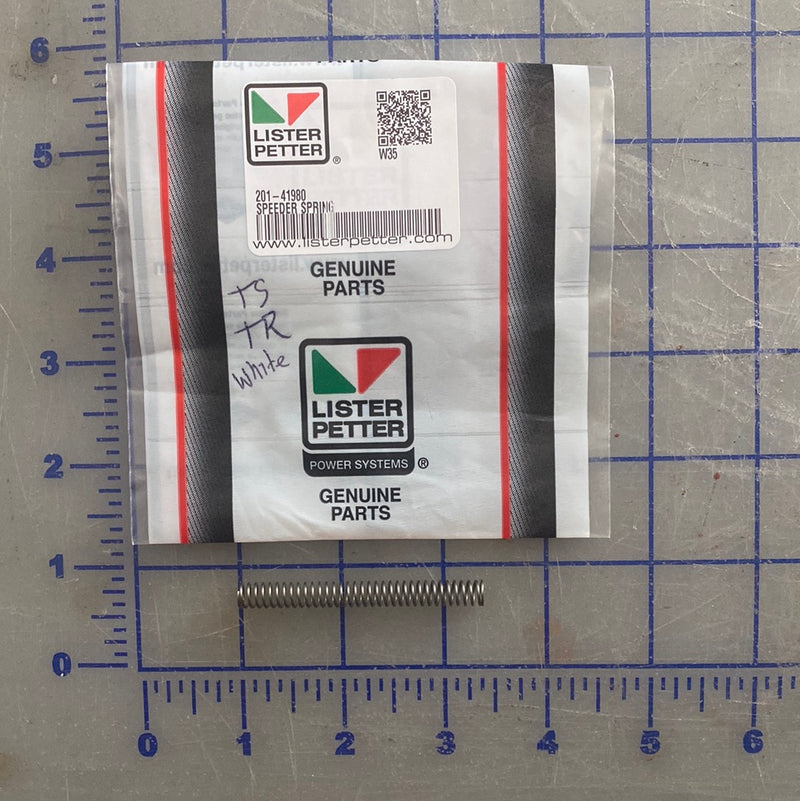 LISTER
PETTER
®
W35
201-41980
SPEEDER SPRING
www.listerpetter.com
GENUINE
PARTS
TS
TR
White
LISTER
PETTER
POWER SYSTEMS ®
GENUINE
PARTS
6
5
4
3
2
1
0
0 1 2 3 4 5 6